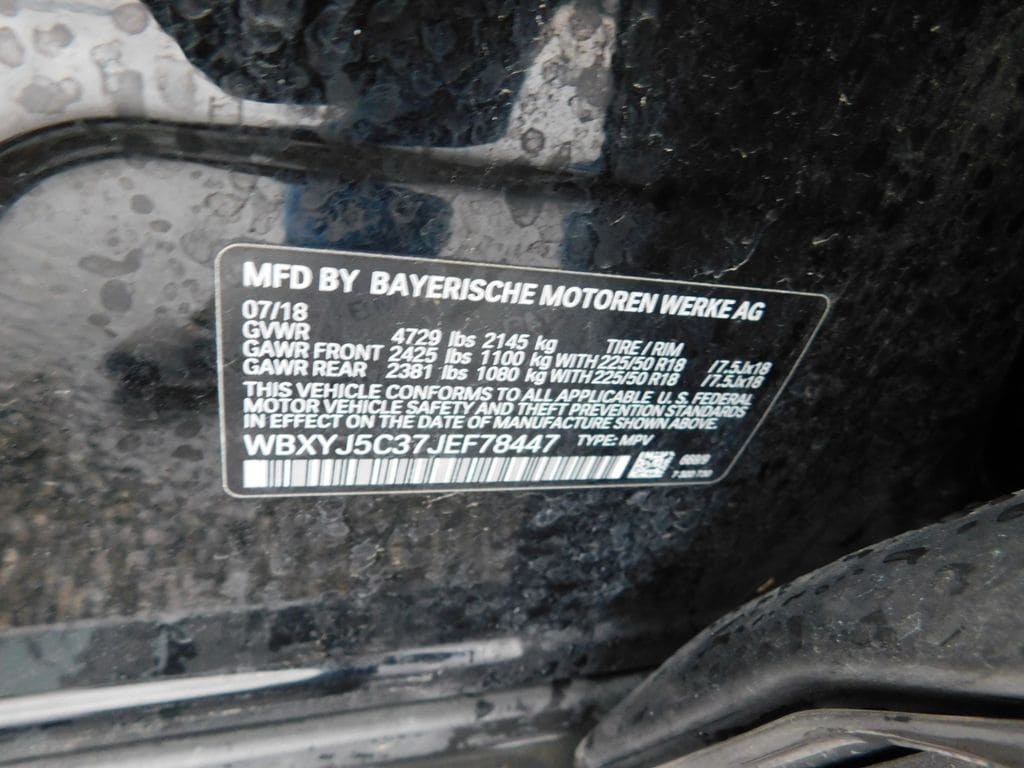 MFD BY BAYERISCHE MOTOREN WERKE AG
07/18
GVWR 4729 lbs 2145 kg TIRE / RIM
GAWR FRONT 2425 lbs 1100 kg WITH 225/50 R18 /7.5Jx18
GAWR REAR 2381 lbs 1080 kg WITH 225/50 R18 /7.5Jx18
THIS VEHICLE CONFORMS TO ALL APPLICABLE U.S. FEDERAL
MOTOR VEHICLE SAFETY AND THEFT PREVENTION STANDARDS
IN EFFECT ON THE DATE OF MANUFACTURE SHOWN ABOVE.
WBXYJ5C37JEF78447 TYPE: MPV